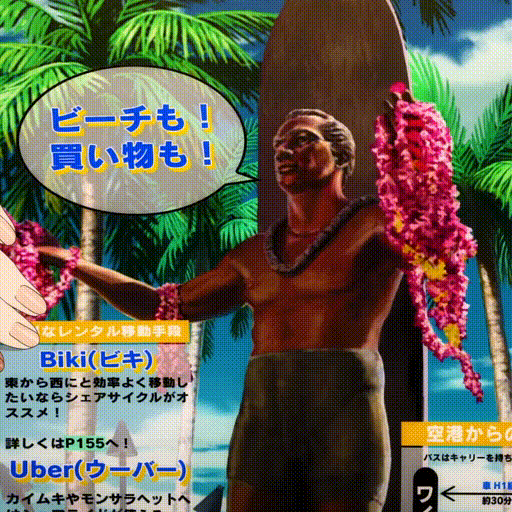 ビーチも！
買い物も！
なレンタル移動手段
Biki(ビキ)
東から西にと効率よく移動し
たいならシェアサイクルがオ
ススメ！
詳しくはP155へ！
Uber(ウーバー)
カイムキやモンサラヘットへ
空港からの
バスはキャリーを持ち
車 H1
約30分
ワイ